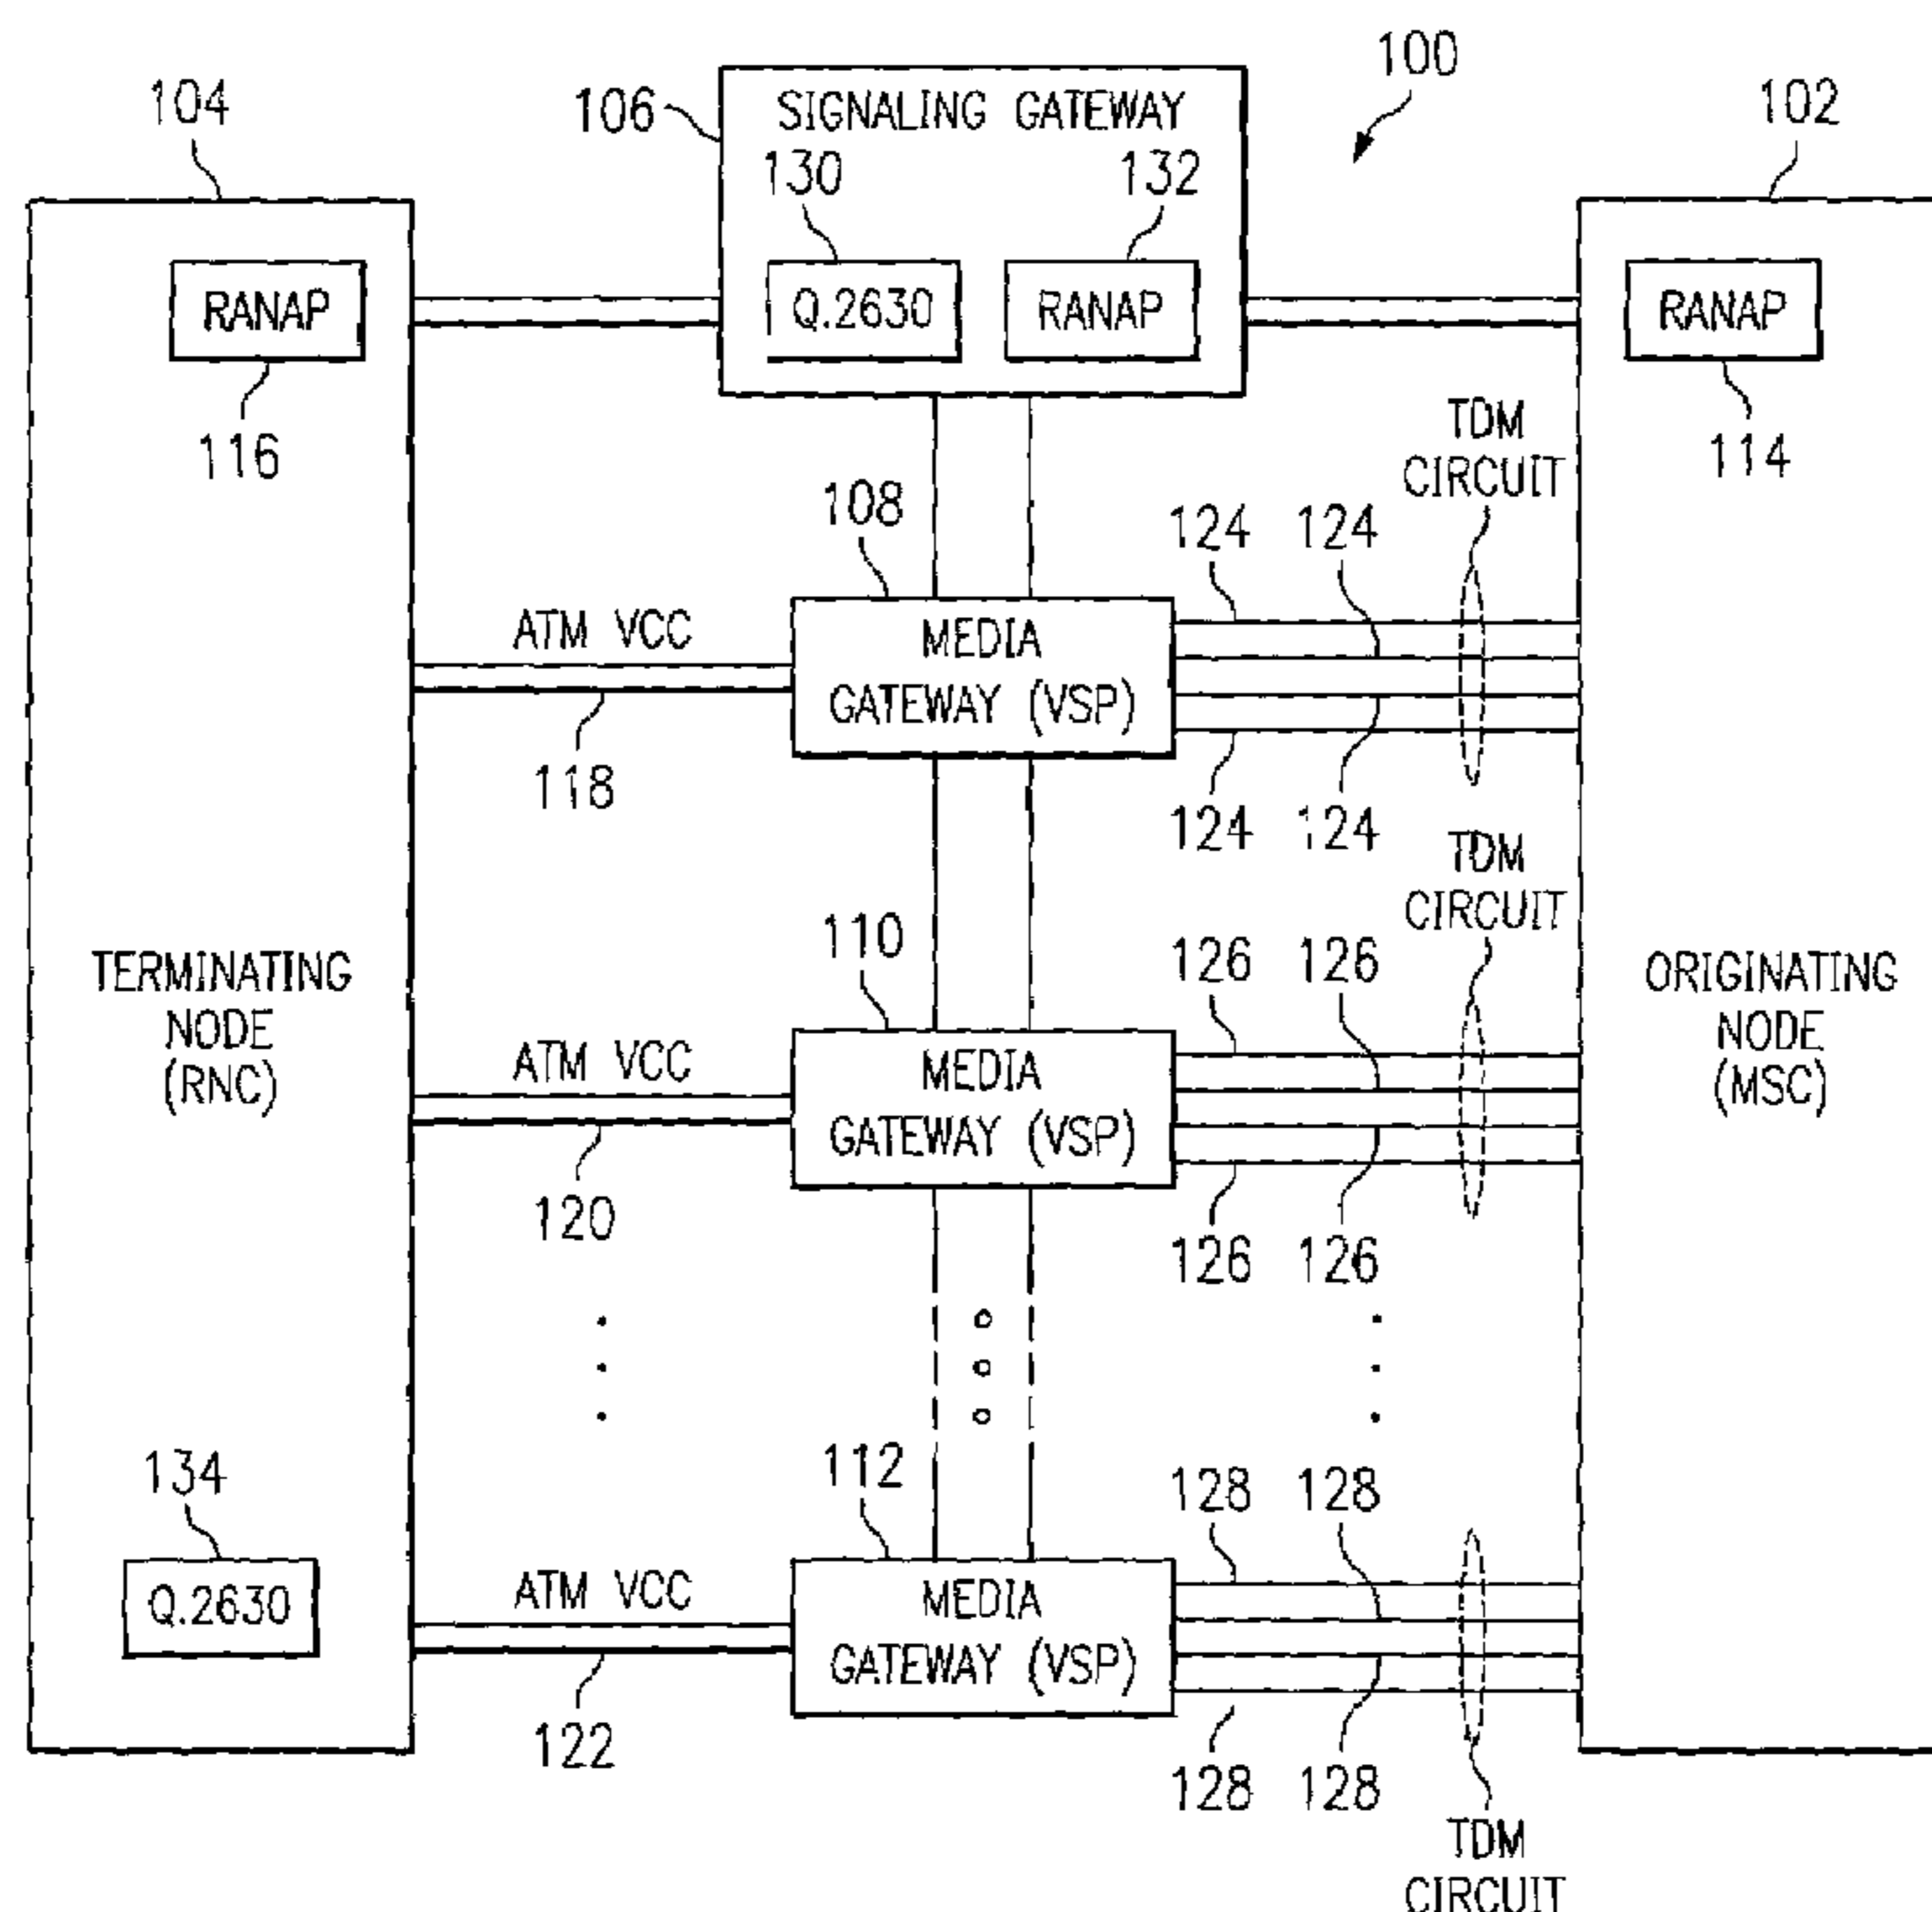 100
104
106
SIGNALING GATEWAY
102
130
132
RANAP
Q.2630
RANAP
RANAP
116
114
TDM
CIRCUIT
108
124
124
ATM VCC
MEDIA
GATEWAY (VSP)
118
124
124
TDM
CIRCUIT
110
126
126
TERMINATING
NODE
(RNC)
ORIGINATING
NODE
(MSC)
ATM VCC
MEDIA
GATEWAY (VSP)
120
126
126
134
112
128
128
Q.2630
ATM VCC
MEDIA
GATEWAY (VSP)
122
128
128
TDM
CIRCUIT